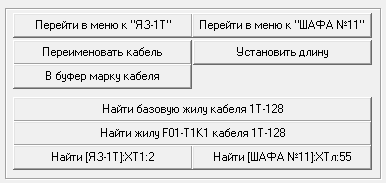 Перейти в меню к "ЯЗ-1Т"
Перейти в меню к "ШАФА №11"
Переименовать кабель
Установить длину
В буфер марку кабеля
Найти базовую жилу кабеля 1Т-128
Найти жилу F01-T1K1 кабеля 1Т-128
Найти [ЯЗ-1Т]:XT1:2
Найти [ШАФА №11]:ХТл:55